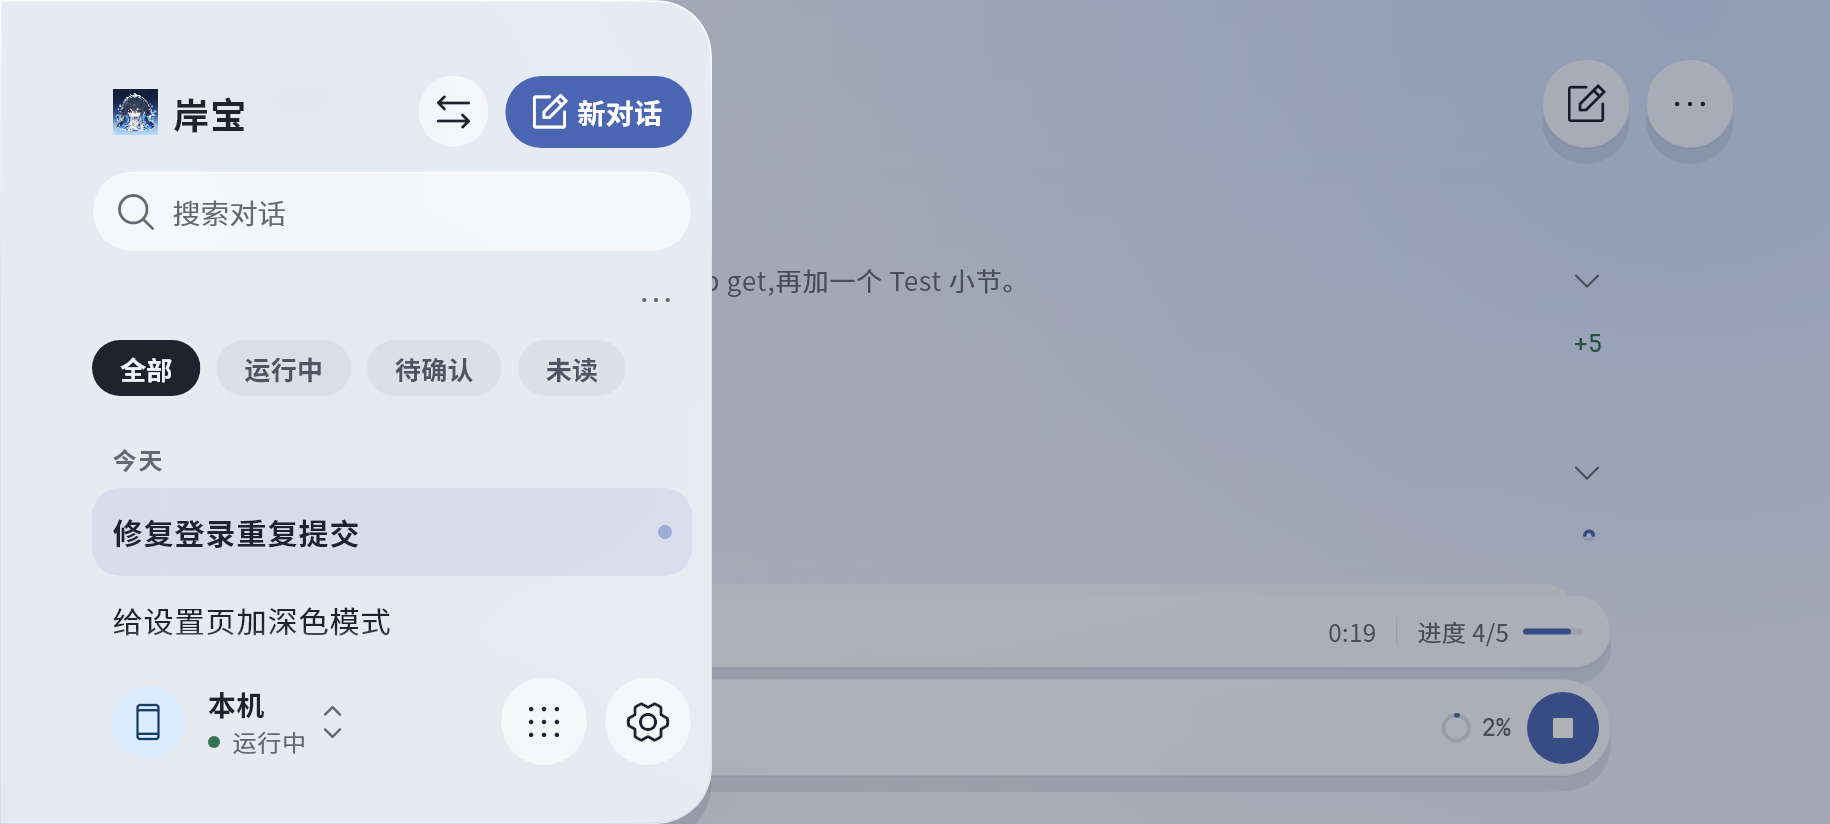 岸宝
新对话
搜索对话
全部 运行中 待确认 未读
今天
修复登录重复提交
给设置页加深色模式
本机
运行中
get,再加一个 Test 小节。
+5
0:19 进度 4/5
2%